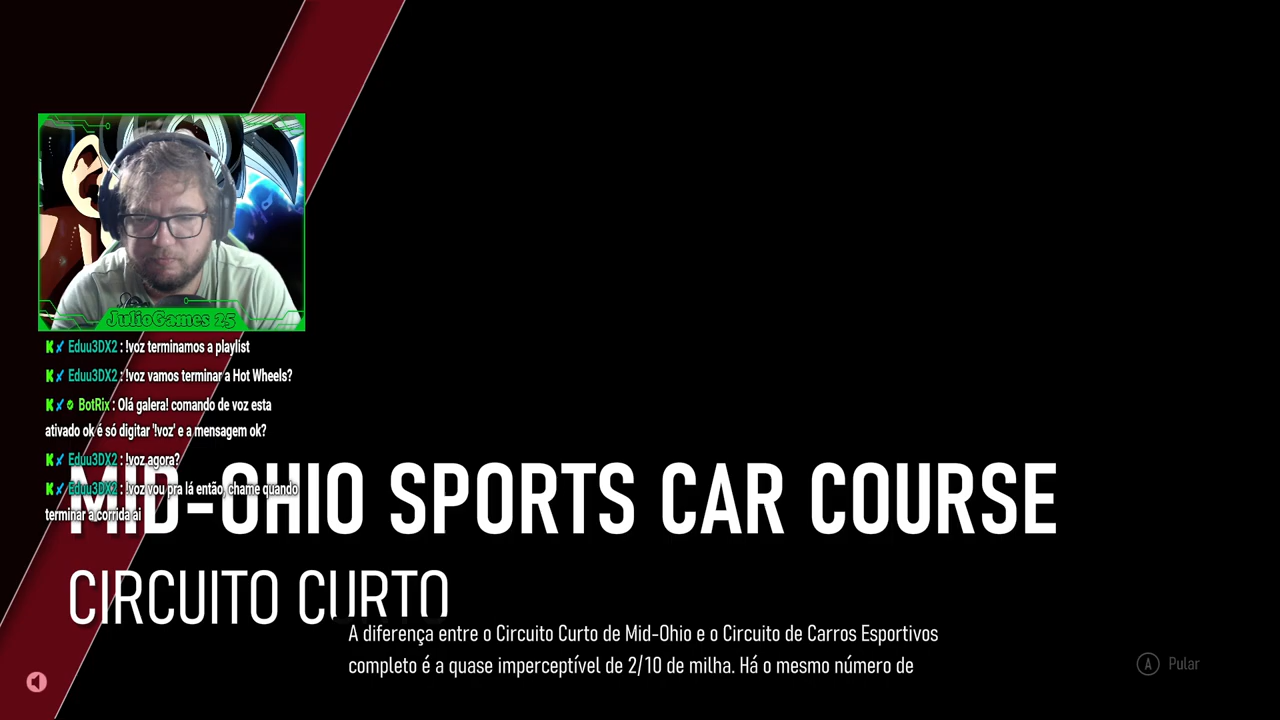 JulioGames 25
Eduu3DX2 : !voz terminamos a playlist
Eduu3DX2 : !voz vamos terminar a Hot Wheels?
BotRix : Olá galera! comando de voz esta
ativado ok é só digitar '!voz' e a mensagem ok?
Eduu3DX2 : !voz agora?
Eduu3DX2 : !voz vou pra lá então, chame quando
terminar a corrida ai
MID-OHIO SPORTS CAR COURSE
CIRCUITO CURTO
A diferença entre o Circuito Curto de Mid-Ohio e o Circuito de Carros Esportivos
completo é a quase imperceptível de 2/10 de milha. Há o mesmo número de
A Pular